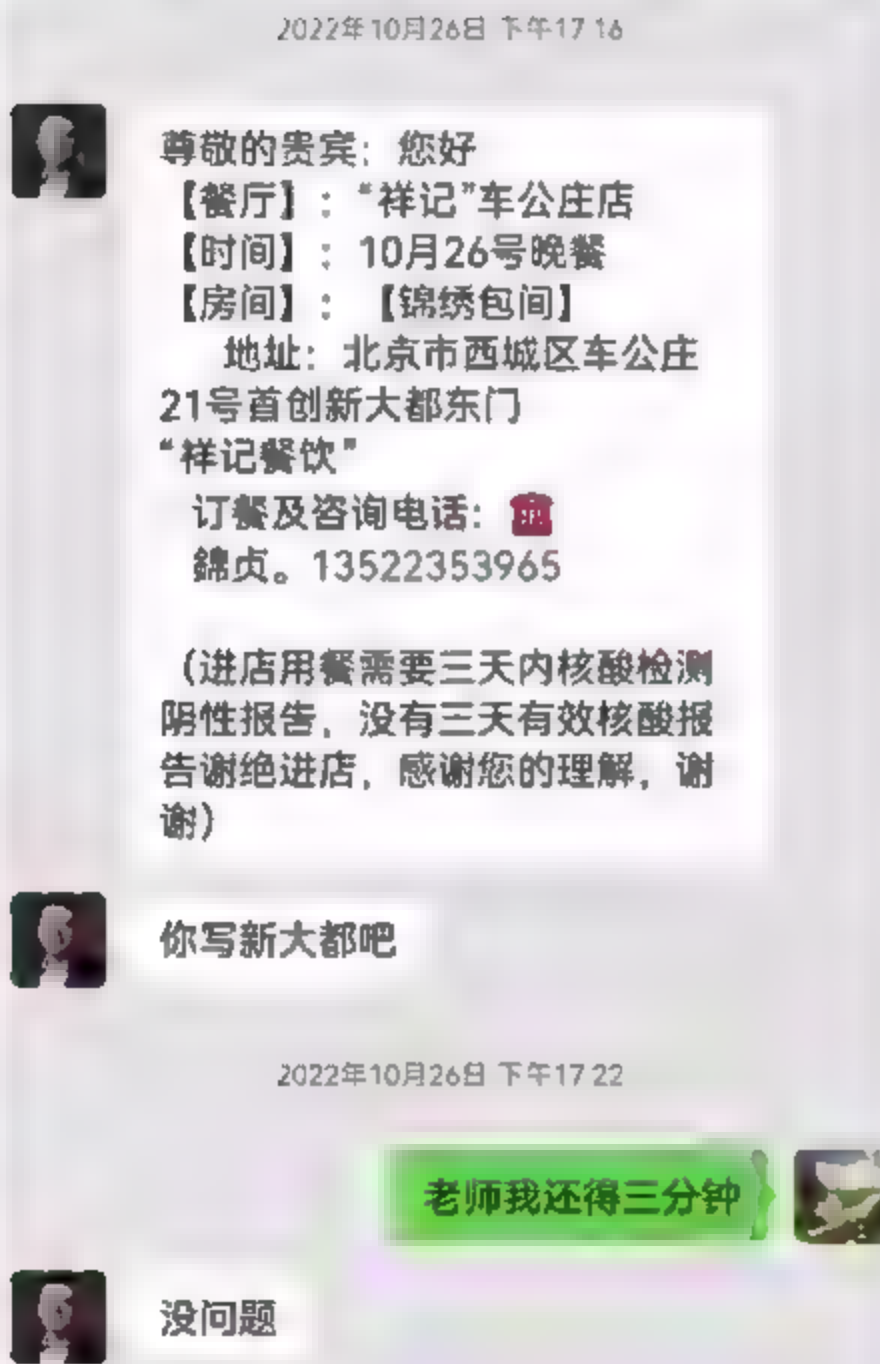 2022年10月26日 下午17 16
尊敬的贵宾：您好
【餐厅】：“祥记”车公庄店
【时间】：10月26号晚餐
【房间】：【锦绣包间】
地址：北京市西城区车公庄
21号首创新大都东门
“祥记餐饮”
订餐及咨询电话：☎
錦贞。13522353965
（进店用餐需要三天内核酸检测
阴性报告，没有三天有效核酸报
告谢绝进店，感谢您的理解，谢
谢）
你写新大都吧
2022年10月26日 下午17 22
老师我还得三分钟
没问题